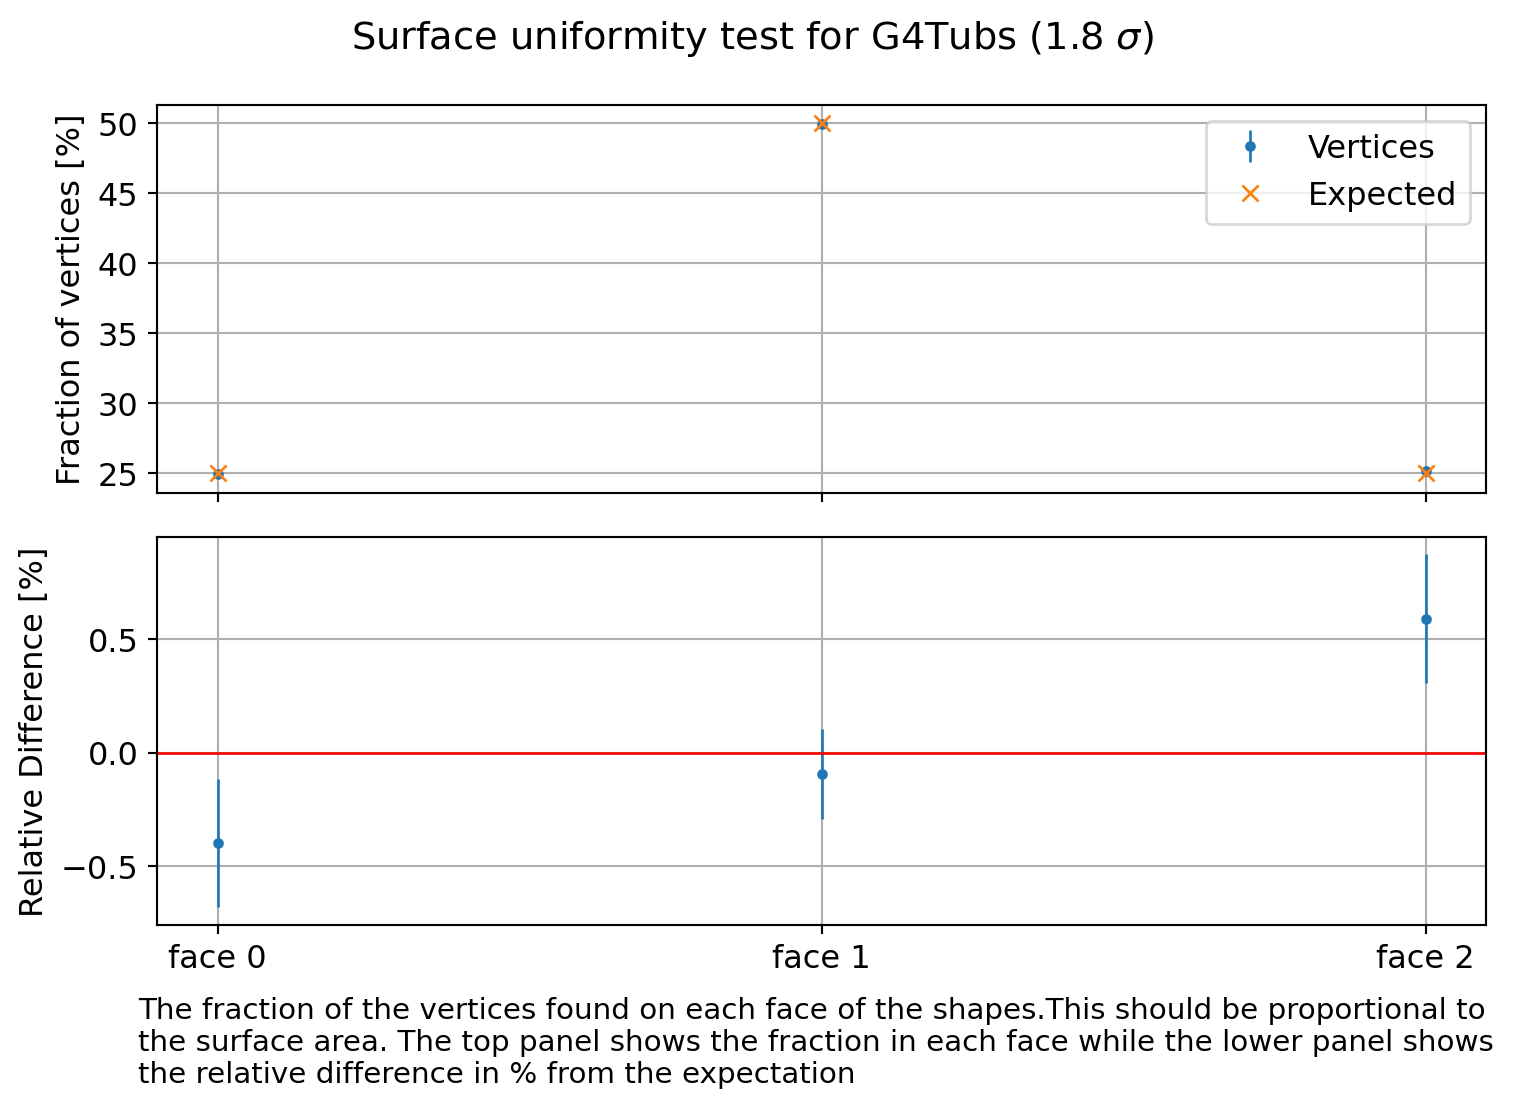 Surface uniformity test for G4Tubs (1.8 σ)
Fraction of vertices [%]
50
45
40
35
30
25
Vertices
Expected
Relative Difference [%]
0.5
0.0
−0.5
face 0
face 1
face 2
The fraction of the vertices found on each face of the shapes.This should be proportional to
the surface area. The top panel shows the fraction in each face while the lower panel shows
the relative difference in % from the expectation